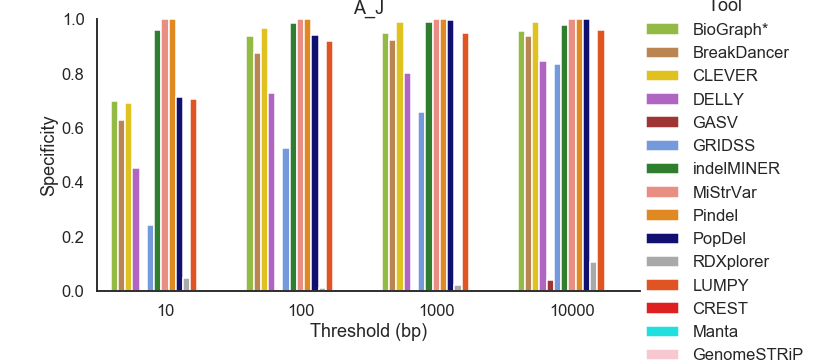 A_J
Tool
1.0
0.8
0.6
0.4
0.2
0.0
Specificity
10
100
1000
10000
Threshold (bp)
BioGraph*
BreakDancer
CLEVER
DELLY
GASV
GRIDSS
indelMINER
MiStrVar
Pindel
PopDel
RDXplorer
LUMPY
CREST
Manta
GenomeSTRiP